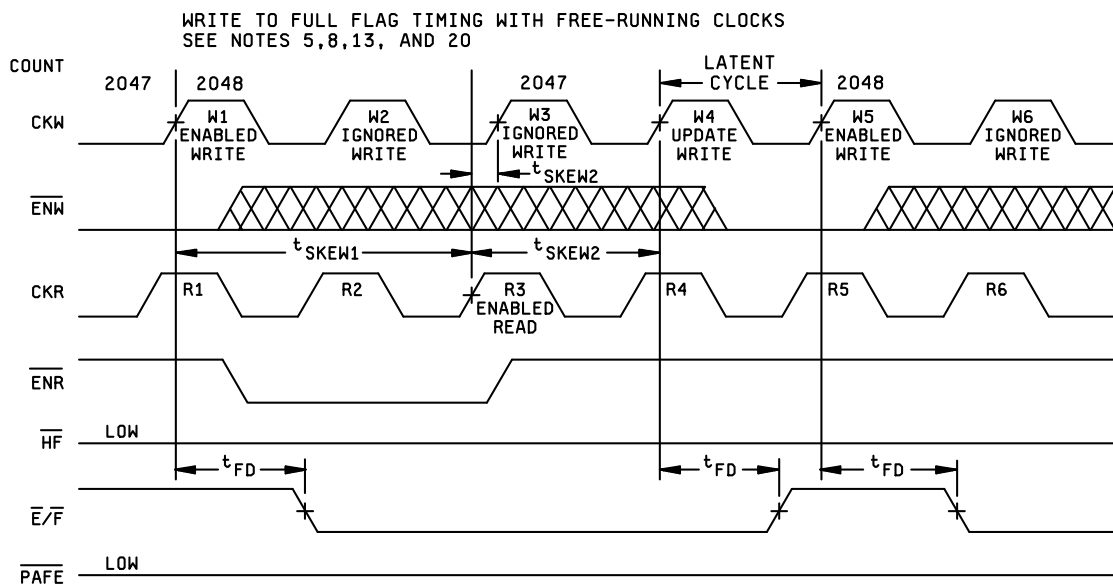 WRITE TO FULL FLAG TIMING WITH FREE-RUNNING CLOCKS
SEE NOTES 5,8,13, AND 20
COUNT
2047
2048
2047
LATENT
CYCLE
2048
CKW
W1
ENABLED
WRITE
W2
IGNORED
WRITE
W3
IGNORED
WRITE
W4
UPDATE
WRITE
W5
ENABLED
WRITE
W6
IGNORED
WRITE
tSKEW2
ENW
tSKEW1
tSKEW2
CKR
R1
R2
R3
ENABLED
READ
R4
R5
R6
ENR
HF
LOW
tFD
tFD
tFD
E/F
PAFE
LOW